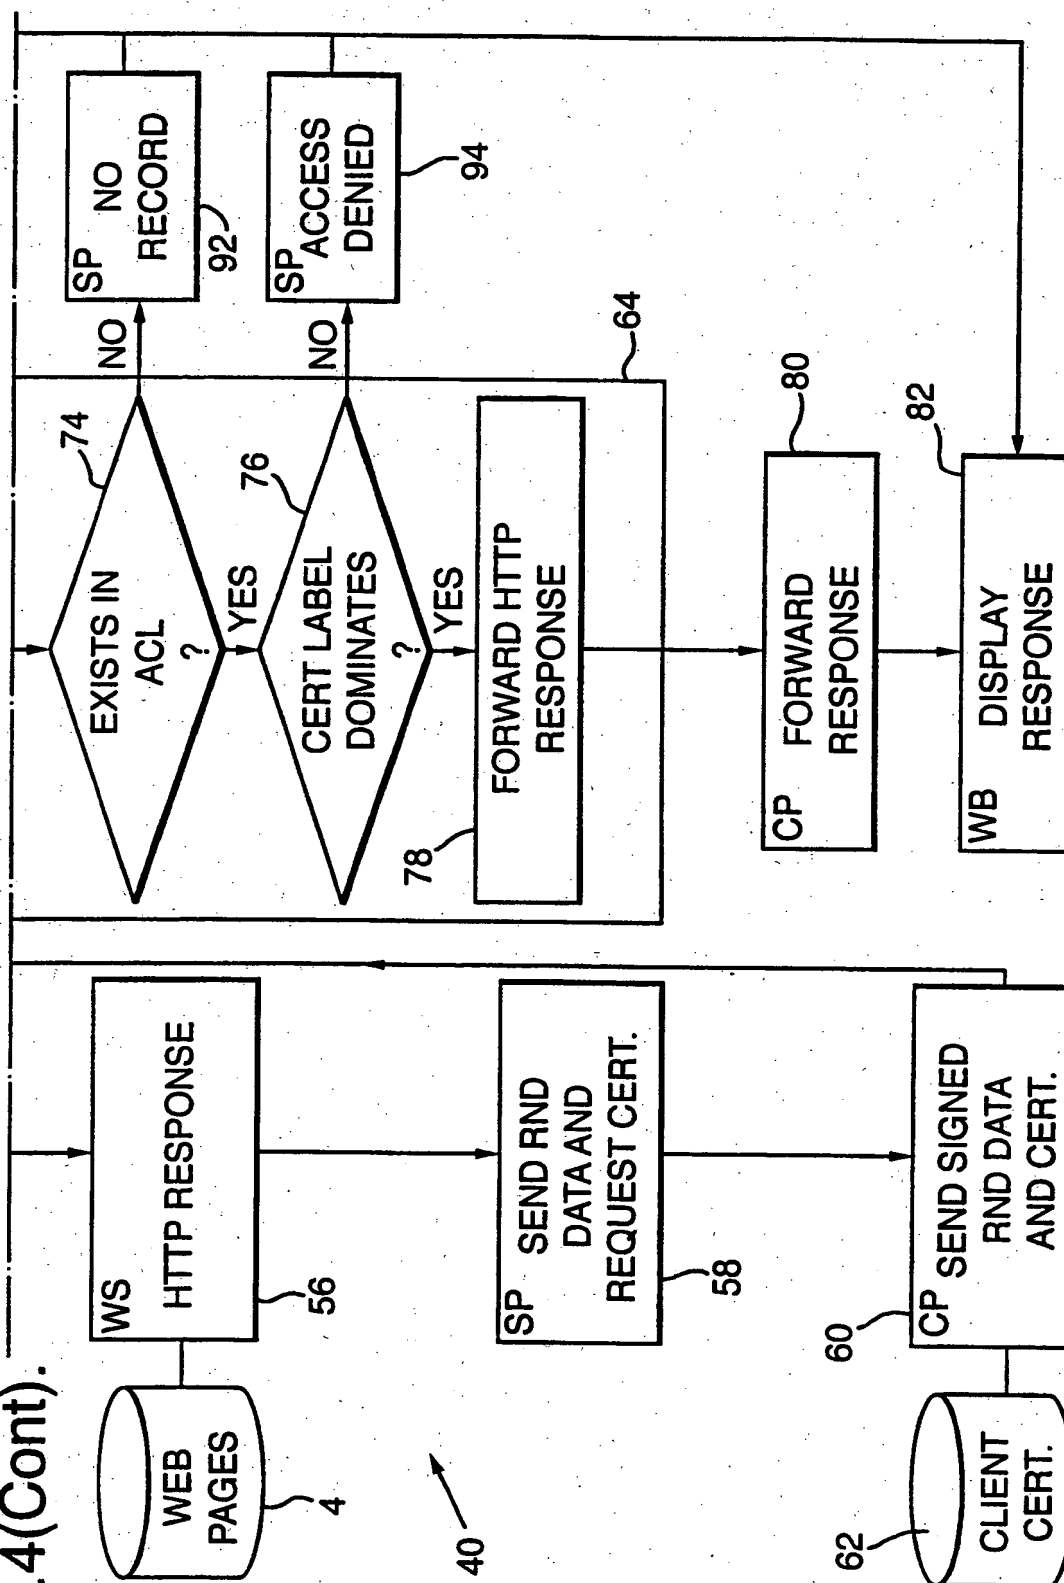 .4(Cont).
WEB
PAGES
4
WS
HTTP RESPONSE
56
SP
SEND RND
DATA AND
REQUEST CERT.
58
40
CLIENT
CERT.
62
CP
SEND SIGNED
RND DATA
AND CERT.
60
EXISTS IN
ACL
?
74
NO
SP
NO
RECORD
92
YES
CERT LABEL
DOMINATES
?
76
NO
SP
ACCESS
DENIED
94
YES
FORWARD HTTP
RESPONSE
78
64
CP
FORWARD
RESPONSE
80
WB
DISPLAY
RESPONSE
82